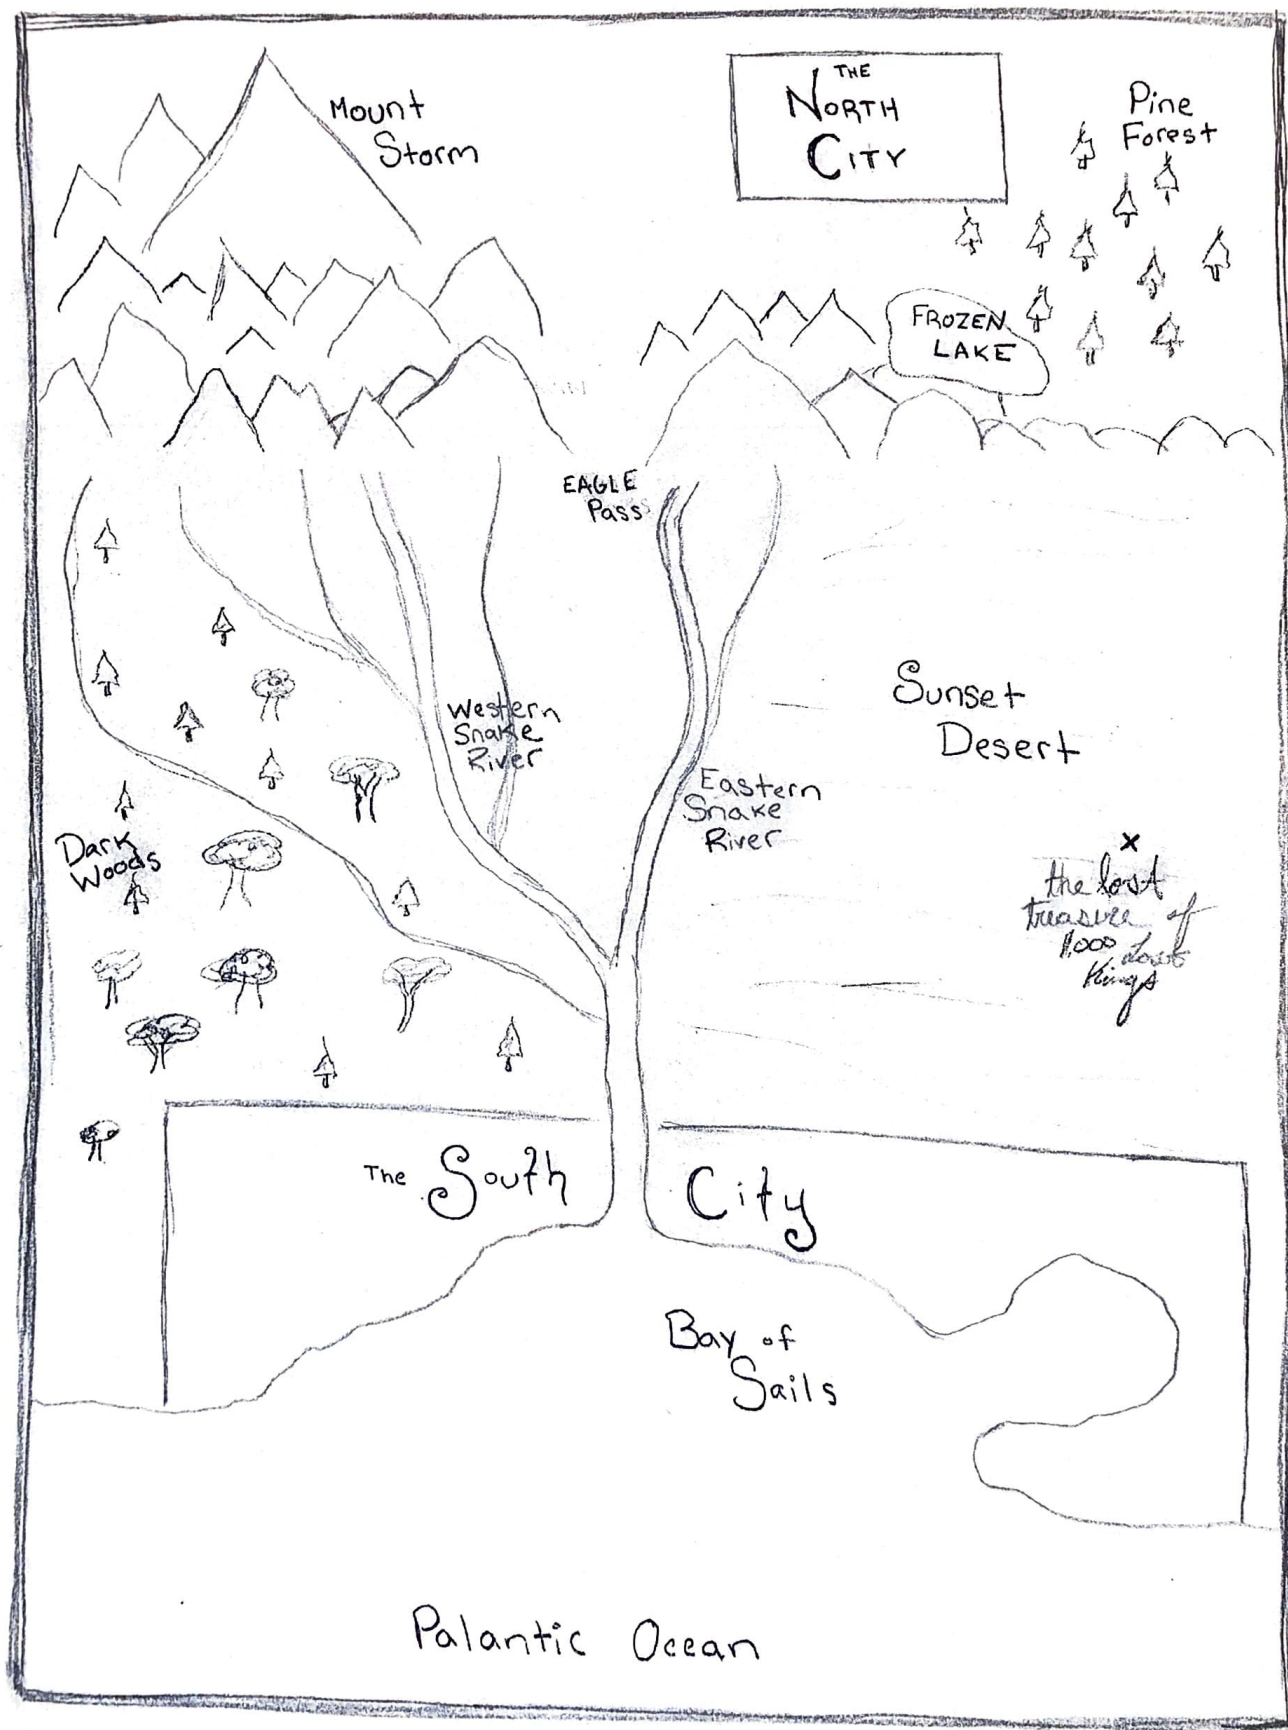 Mount
Storm
THE
NORTH
CITY
Pine
Forest
FROZEN
LAKE
EAGLE
Pass
Western
Snake
River
Sunset
Desert
Eastern
Snake
River
Dark
Woods
x
the lost
treasure of
1,000 Lost
Kings
The South City
Bay of
Sails
Palantic Ocean